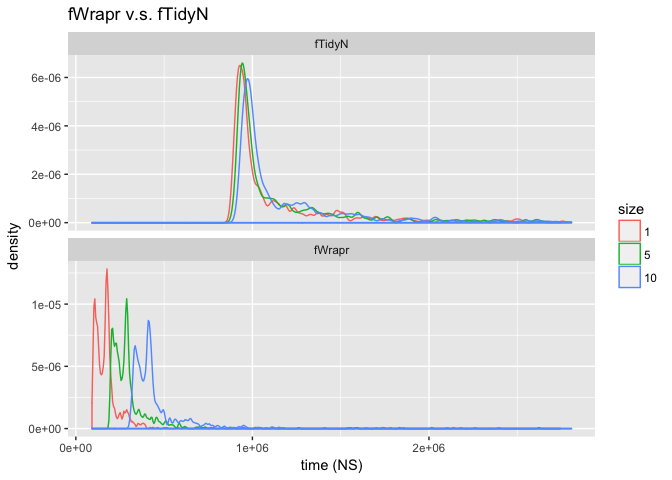 fWrapr v.s. fTidyN
fTidyN
6e-06
4e-06
2e-06
0e+00
fWrapr
1e-05
5e-06
0e+00
0e+00 1e+06 2e+06
time (NS)
density
size
1
5
10